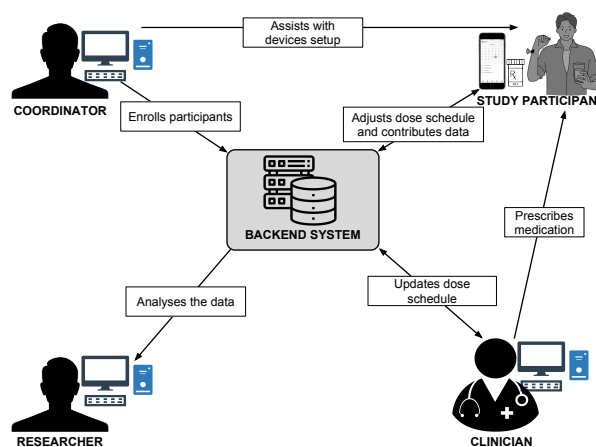 Assists with
devices setup
COORDINATOR
STUDY PARTICIPAN
Enrolls participants
Adjusts dose schedule
and contributes data
BACKEND SYSTEM
Prescribes
medication
Analyses the data
Updates dose
schedule
RESEARCHER
CLINICIAN